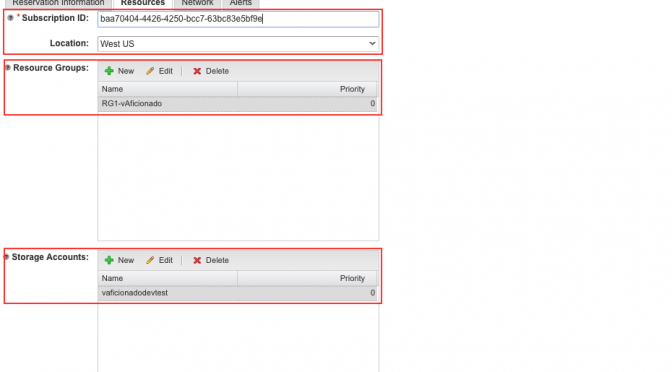 Reservation Information Resources Network Alerts
* Subscription ID: baa70404-4426-4250-bcc7-63bc83e5bf9e
Location: West US
Resource Groups: New Edit Delete
Name Priority
RG1-vAficionado 0
Storage Accounts: New Edit Delete
Name Priority
vaficionadodevtest 0